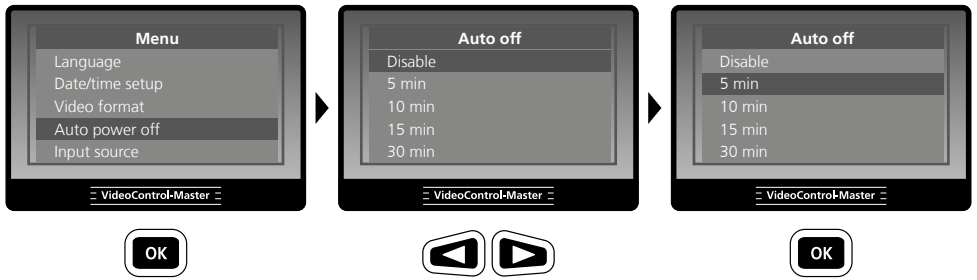 Menu
Language
Date/time setup
Video format
Auto power off
Input source
VideoControl-Master
OK
Auto off
Disable
5 min
10 min
15 min
30 min
VideoControl-Master
Auto off
Disable
5 min
10 min
15 min
30 min
VideoControl-Master
OK